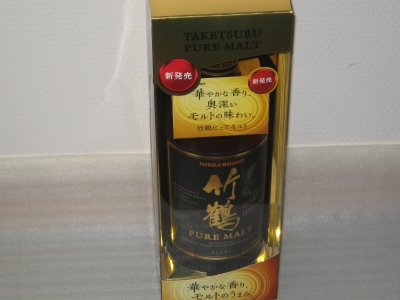 TAKETSURU
PURE MALT
新発売
新発売
華やかな香り、
奥深い
モルトの味わい。
竹鶴ピュアモルト
NIKKA WHISKY
竹鶴
PURE MALT
華やかな香り、
モルトのうまみ